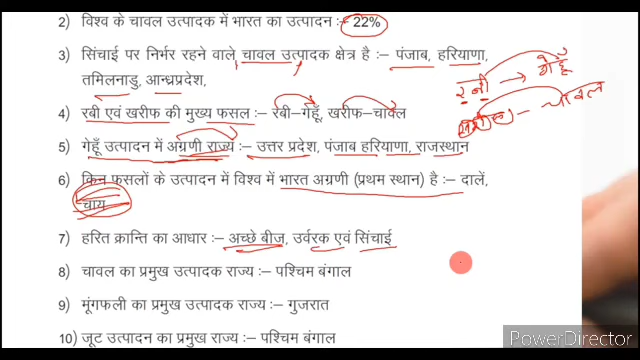 2) विश्व के चावल उत्पादक में भारत का उत्पादन :- 22%
3) सिंचाई पर निर्भर रहने वाले चावल उत्पादक क्षेत्र है :- पंजाब, हरियाणा,
तमिलनाडु, आन्ध्रप्रदेश,
रबी → गेहूँ
4) रबी एवं खरीफ की मुख्य फसल :- रबी-गेहूँ, खरीफ-चावल
- चावल
5) गेहूँ उत्पादन में अग्रणी राज्य :- उत्तर प्रदेश, पंजाब हरियाणा, राजस्थान
6) किन फसलों के उत्पादन में विश्व में भारत अग्रणी (प्रथम स्थान) है :- दालें,
चाय
7) हरित क्रान्ति का आधार :- अच्छे बीज, उर्वरक एवं सिंचाई
8) चावल का प्रमुख उत्पादक राज्य :- पश्चिम बंगाल
9) मूंगफली का प्रमुख उत्पादक राज्य :- गुजरात
10) जूट उत्पादन का प्रमुख राज्य :- पश्चिम बंगाल
PowerDirector